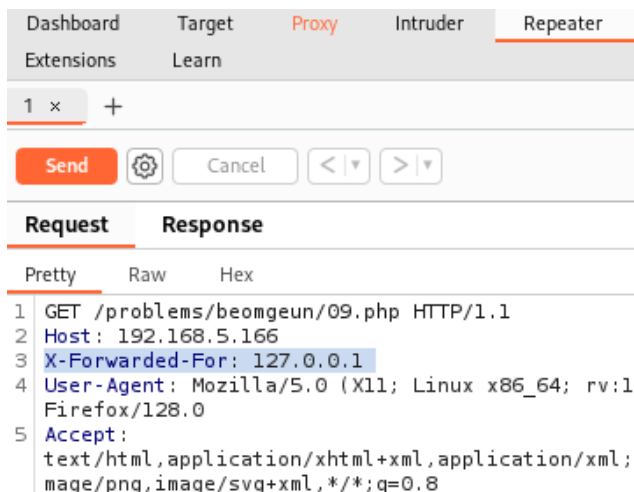 Dashboard Target Proxy Intruder Repeater
Extensions Learn
1 × +
Send Cancel < >
Request Response
Pretty Raw Hex
1 GET /problems/beomgeun/09.php HTTP/1.1
2 Host: 192.168.5.166
3 X-Forwarded-For: 127.0.0.1
4 User-Agent: Mozilla/5.0 (X11; Linux x86_64; rv:1
Firefox/128.0
5 Accept:
text/html,application/xhtml+xml,application/xml;
mage/png,image/svg+xml,*/*;q=0.8